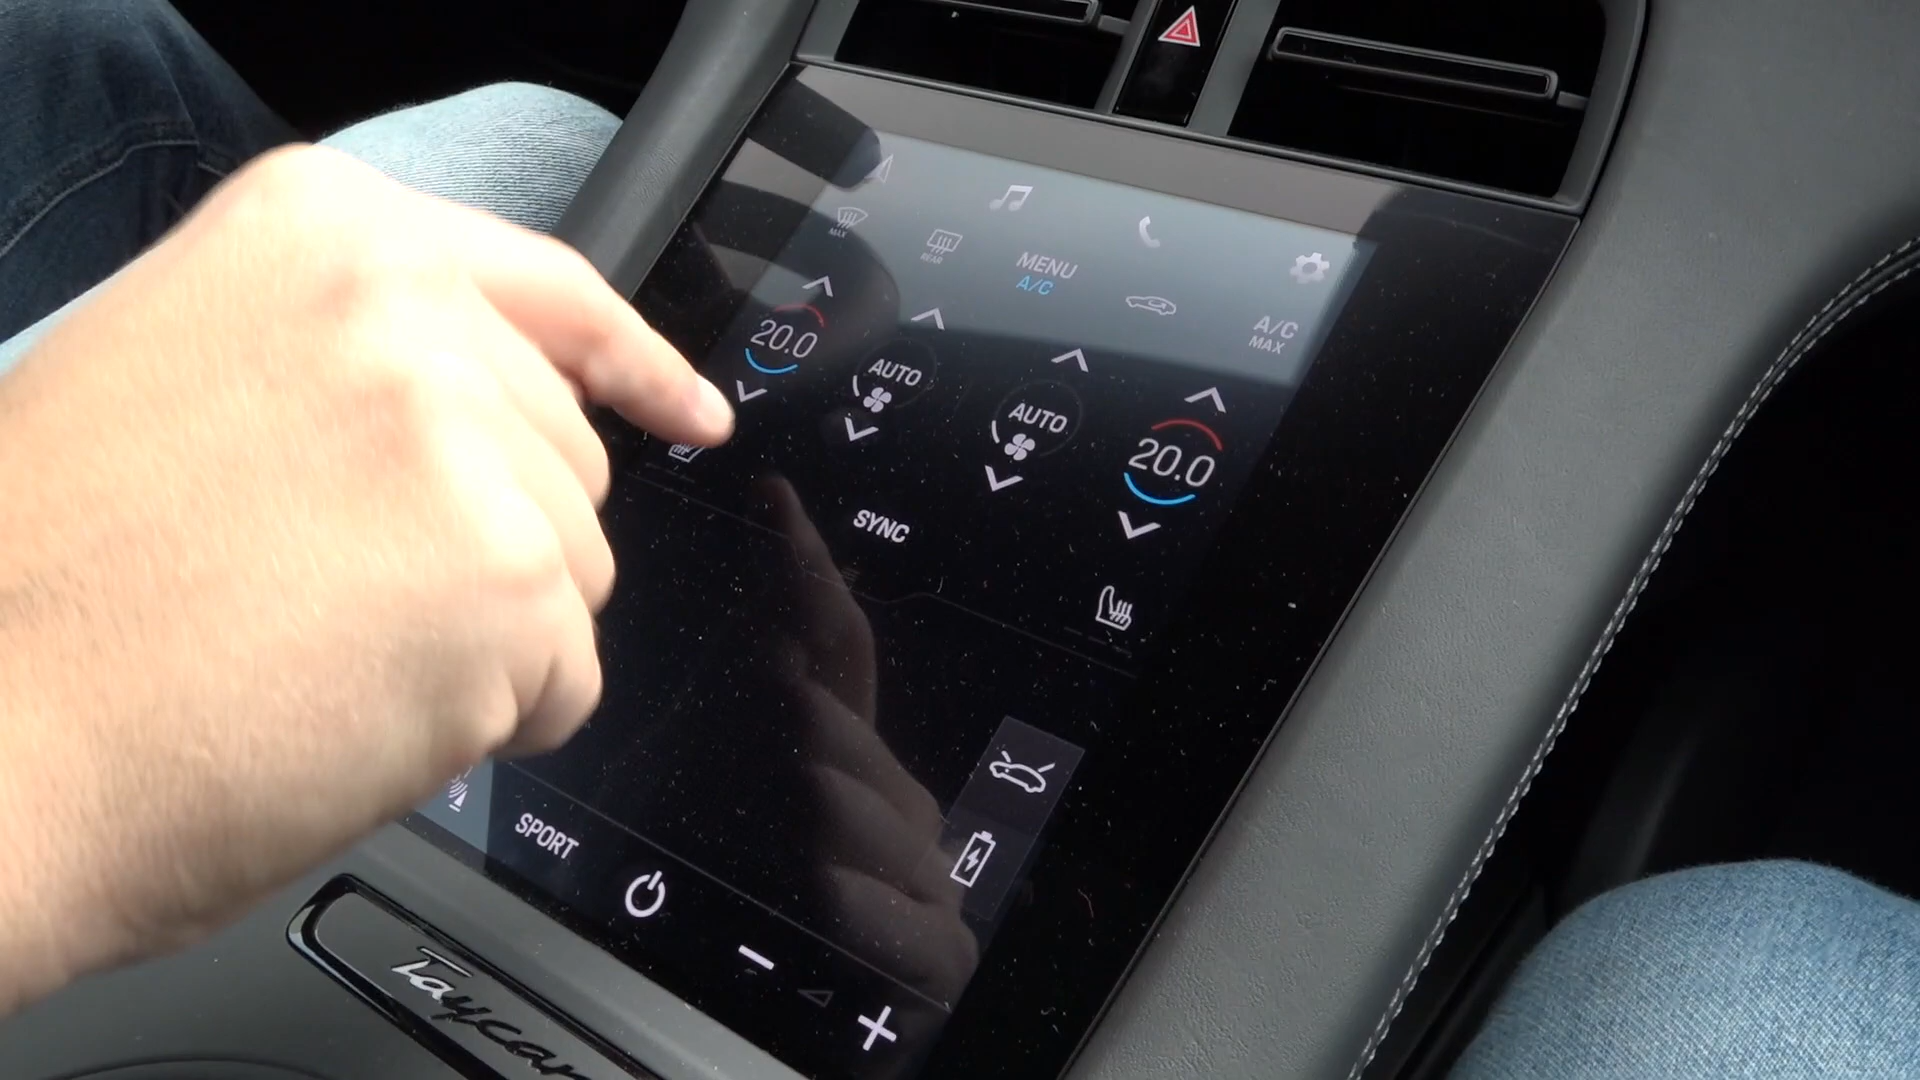 MAX
REAR
MENU
A/C
A/C
MAX
20.0
AUTO
AUTO
20.0
SYNC
SPORT
Taycan